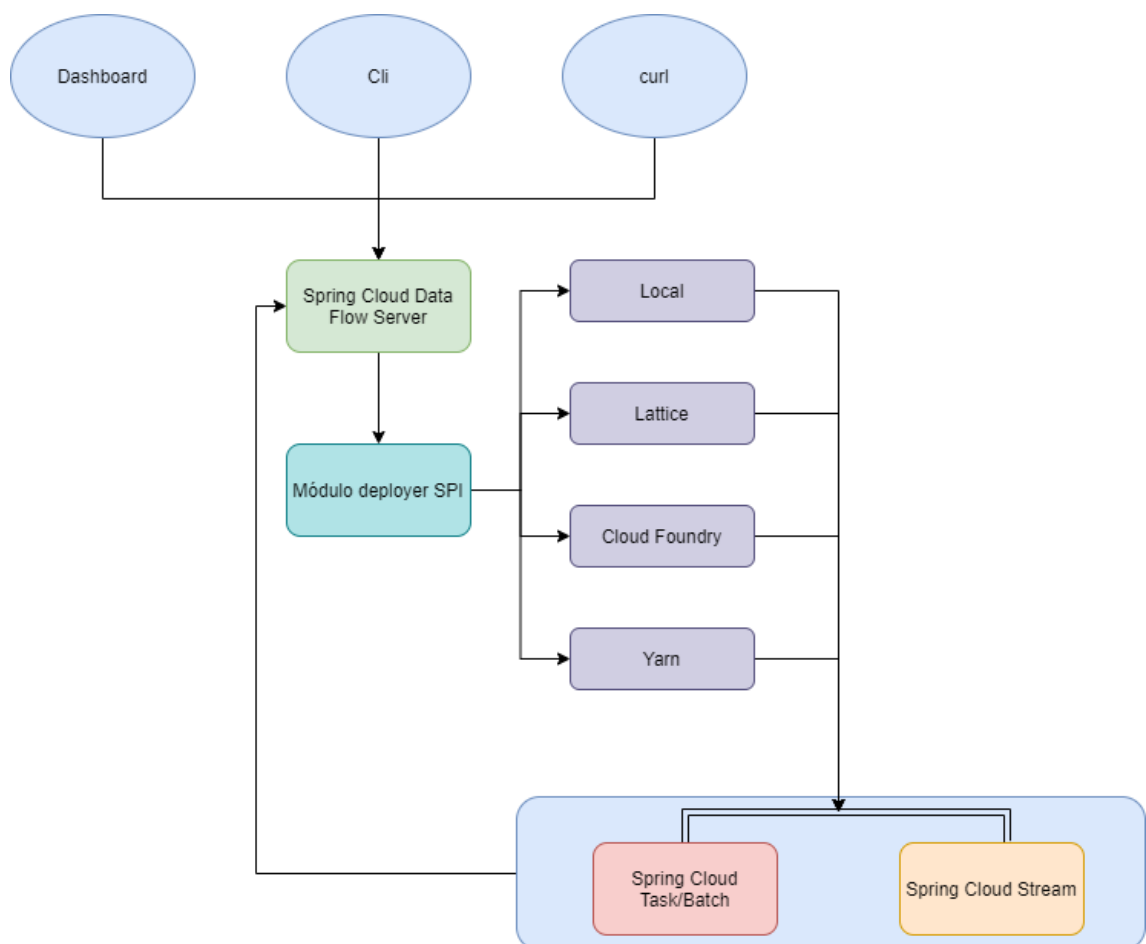 Dashboard
Cli
curl
Spring Cloud Data
Flow Server
Local
Lattice
Módulo deployer SPI
Cloud Foundry
Yarn
Spring Cloud
Task/Batch
Spring Cloud Stream